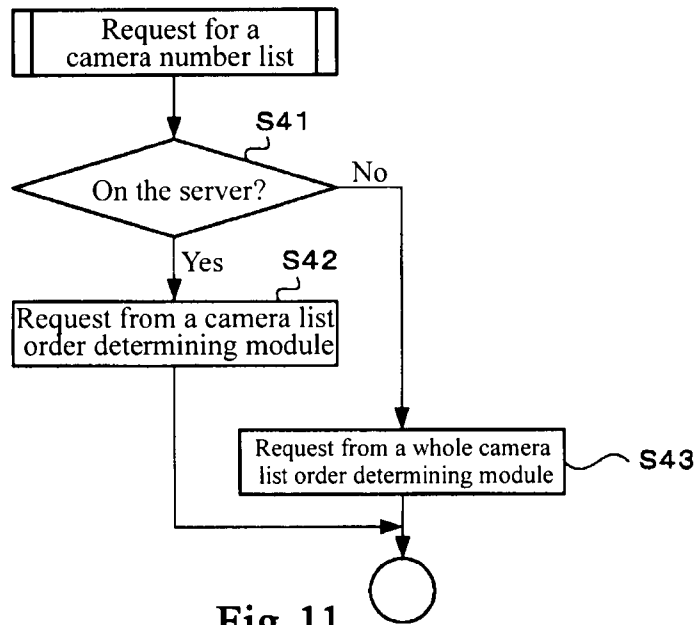 Request for a
camera number list
S41
On the server?
No
Yes
S42
Request from a camera list
order determining module
Request from a whole camera
list order determining module
S43
Fig. 11